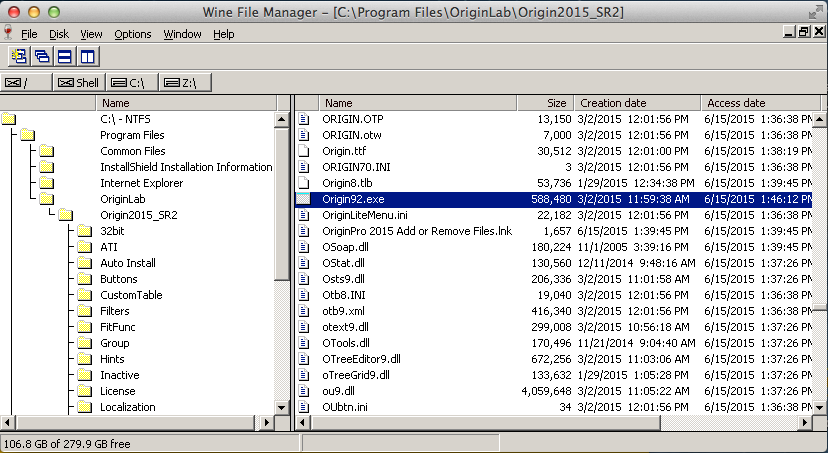 Wine File Manager – [C:\Program Files\OriginLab\Origin2015_SR2]
File Disk View Options Window Help
/ Shell C:\ Z:\
Name
C:\ - NTFS
Program Files
Common Files
InstallShield Installation Information
Internet Explorer
OriginLab
Origin2015_SR2
32bit
ATI
Auto Install
Buttons
CustomTable
Filters
FitFunc
Group
Hints
Inactive
License
Localization
Name Size Creation date Access date
ORIGIN.OTP 13,150 3/2/2015 12:01:56 PM 6/15/2015 1:36:38 PM
ORIGIN.otw 7,000 3/2/2015 12:01:56 PM 6/15/2015 1:36:38 PM
Origin.ttf 30,512 3/2/2015 12:01:00 PM 6/15/2015 1:38:19 PM
ORIGIN70.INI 3 3/2/2015 12:01:56 PM 6/15/2015 1:36:38 PM
Origin8.tlb 53,736 1/29/2015 12:34:38 PM 6/15/2015 1:39:45 PM
Origin92.exe 588,480 3/2/2015 11:59:38 AM 6/15/2015 1:46:12 PM
OriginLiteMenu.ini 22,182 3/2/2015 12:01:56 PM 6/15/2015 1:36:38 PM
OriginPro 2015 Add or Remove Files.lnk 1,657 6/15/2015 1:39:45 PM 6/15/2015 1:39:45 PM
OSoap.dll 180,224 11/1/2005 3:39:16 PM 6/15/2015 1:39:45 PM
OStat.dll 130,560 12/11/2014 9:48:16 AM 6/15/2015 1:37:26 PM
Osts9.dll 206,336 3/2/2015 11:01:58 AM 6/15/2015 1:37:26 PM
Otb8.INI 19,040 3/2/2015 12:01:56 PM 6/15/2015 1:36:38 PM
otb9.xml 416,340 3/2/2015 12:01:56 PM 6/15/2015 1:36:38 PM
otext9.dll 299,008 3/2/2015 10:56:18 AM 6/15/2015 1:37:26 PM
OTools.dll 170,496 11/21/2014 9:04:40 AM 6/15/2015 1:37:26 PM
OTreeEditor9.dll 672,256 3/2/2015 11:03:06 AM 6/15/2015 1:37:26 PM
oTreeGrid9.dll 133,632 1/29/2015 1:05:28 PM 6/15/2015 1:37:26 PM
ou9.dll 4,059,648 3/2/2015 11:05:22 AM 6/15/2015 1:37:26 PM
OUbtn.ini 34 3/2/2015 12:01:56 PM 6/15/2015 1:36:38 PM
106.8 GB of 279.9 GB free